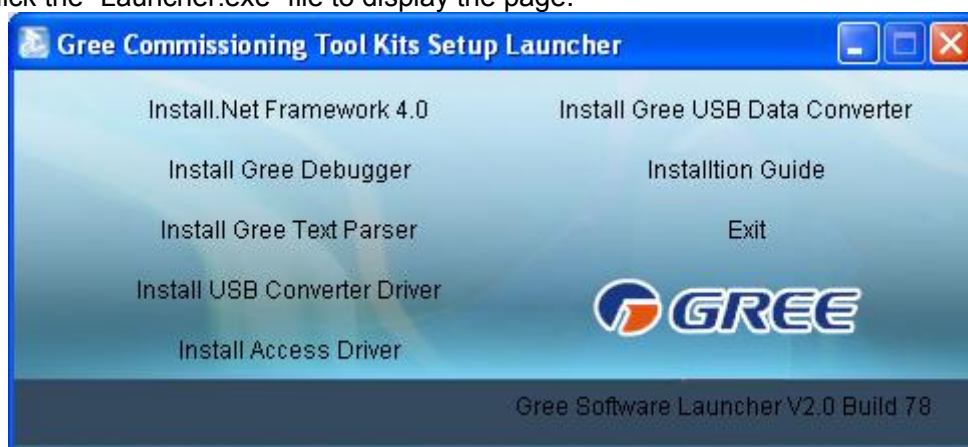 ick the "Launcher.exe" file to display the page.
Gree Commissioning Tool Kits Setup Launcher
Install.Net Framework 4.0
Install Gree USB Data Converter
Install Gree Debugger
Installtion Guide
Install Gree Text Parser
Exit
Install USB Converter Driver
GREE
Install Access Driver
Gree Software Launcher V2.0 Build 78